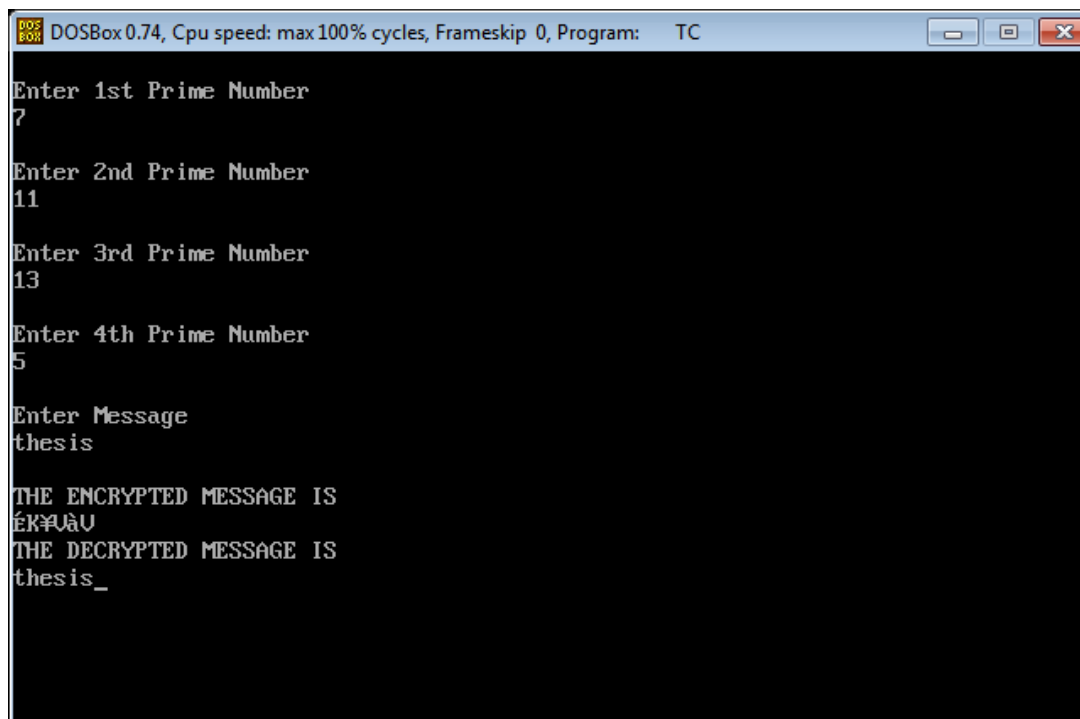 DOS
BOX
DOSBox 0.74, Cpu speed: max 100% cycles, Frameskip 0, Program: TC
Enter 1st Prime Number
7
Enter 2nd Prime Number
11
Enter 3rd Prime Number
13
Enter 4th Prime Number
5
Enter Message
thesis
THE ENCRYPTED MESSAGE IS
ÉK¥VàV
THE DECRYPTED MESSAGE IS
thesis_